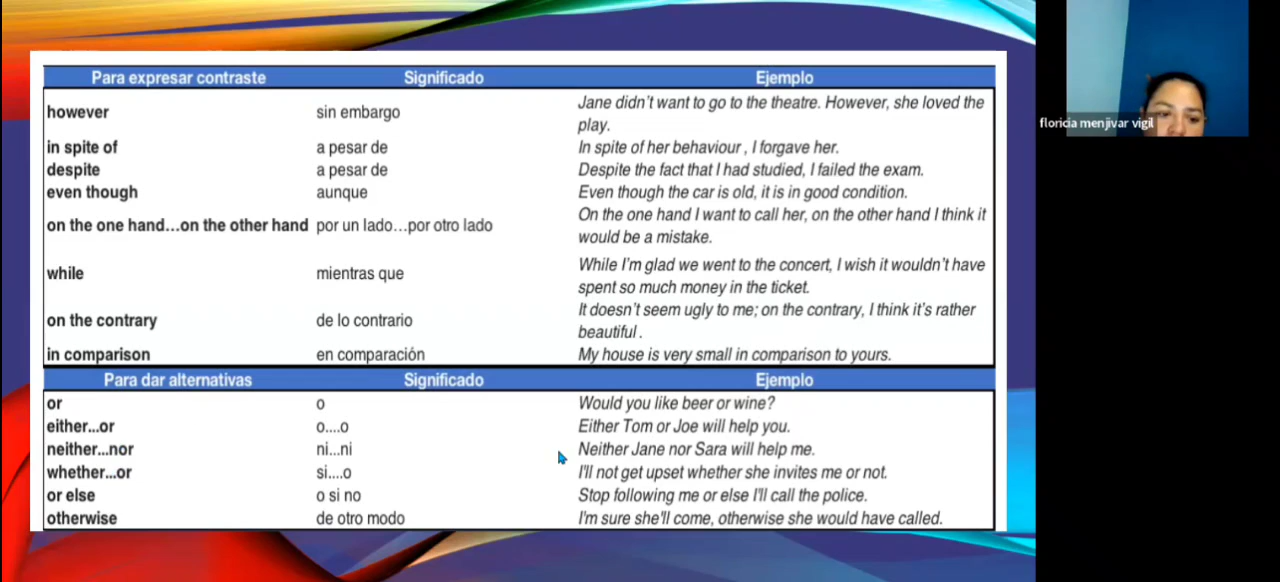 Para expresar contraste Significado Ejemplo
however sin embargo Jane didn't want to go to the theatre. However, she loved the
play.
in spite of a pesar de In spite of her behaviour , I forgave her.
despite a pesar de Despite the fact that I had studied, I failed the exam.
even though aunque Even though the car is old, it is in good condition.
on the one hand...on the other hand por un lado...por otro lado On the one hand I want to call her, on the other hand I think it
would be a mistake.
while mientras que While I'm glad we went to the concert, I wish it wouldn't have
spent so much money in the ticket.
on the contrary de lo contrario It doesn't seem ugly to me; on the contrary, I think it's rather
beautiful .
in comparison en comparación My house is very small in comparison to yours.
Para dar alternativas Significado Ejemplo
or o Would you like beer or wine?
either...or o....o Either Tom or Joe will help you.
neither...nor ni...ni Neither Jane nor Sara will help me.
whether...or si....o I'll not get upset whether she invites me or not.
or else o si no Stop following me or else I'll call the police.
otherwise de otro modo I'm sure she'll come, otherwise she would have called.
floricia menjivar vigil